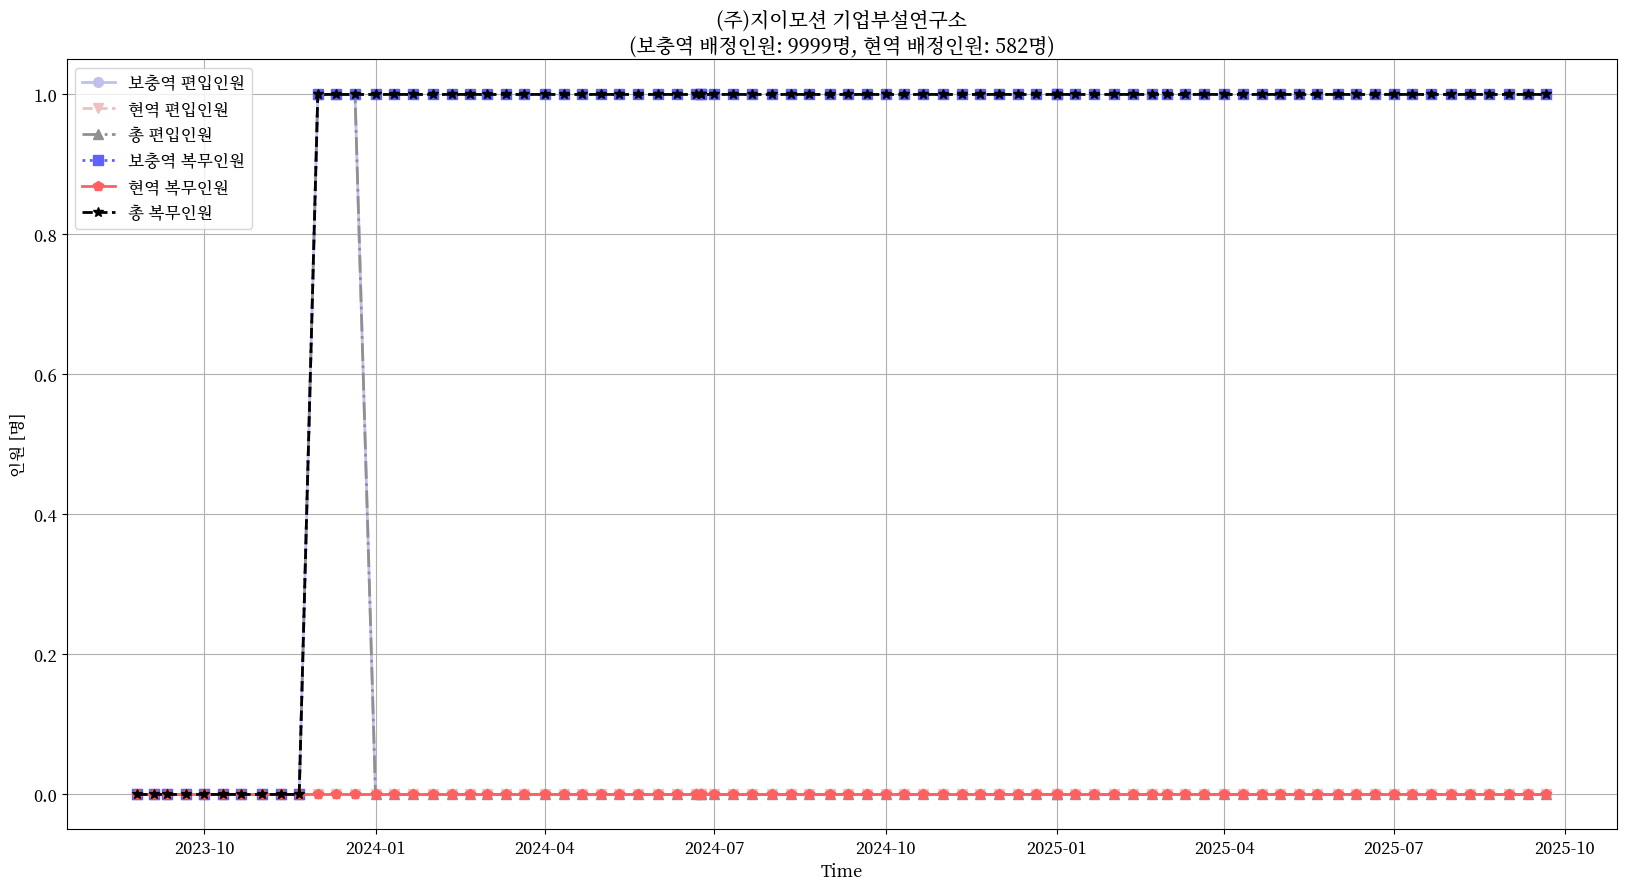 (주)지이모션 기업부설연구소
(보충역 배정인원: 9999명, 현역 배정인원: 582명)
보충역 편입인원
현역 편입인원
총 편입인원
보충역 복무인원
현역 복무인원
총 복무인원
1.0
0.8
0.6
0.4
0.2
0.0
인원 [명]
2023-10
2024-01
2024-04
2024-07
2024-10
2025-01
2025-04
2025-07
2025-10
Time